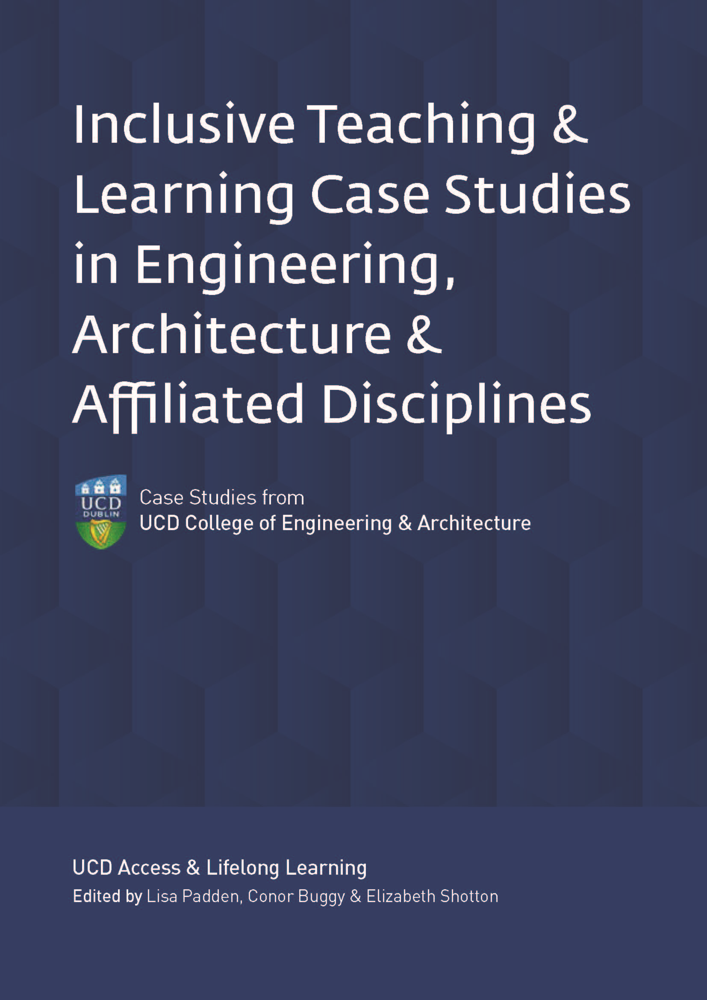 Inclusive Teaching &
Learning Case Studies
in Engineering,
Architecture &
Affiliated Disciplines
UCD
DUBLIN
Case Studies from
UCD College of Engineering & Architecture
UCD Access & Lifelong Learning
Edited by Lisa Padden, Conor Buggy & Elizabeth Shotton